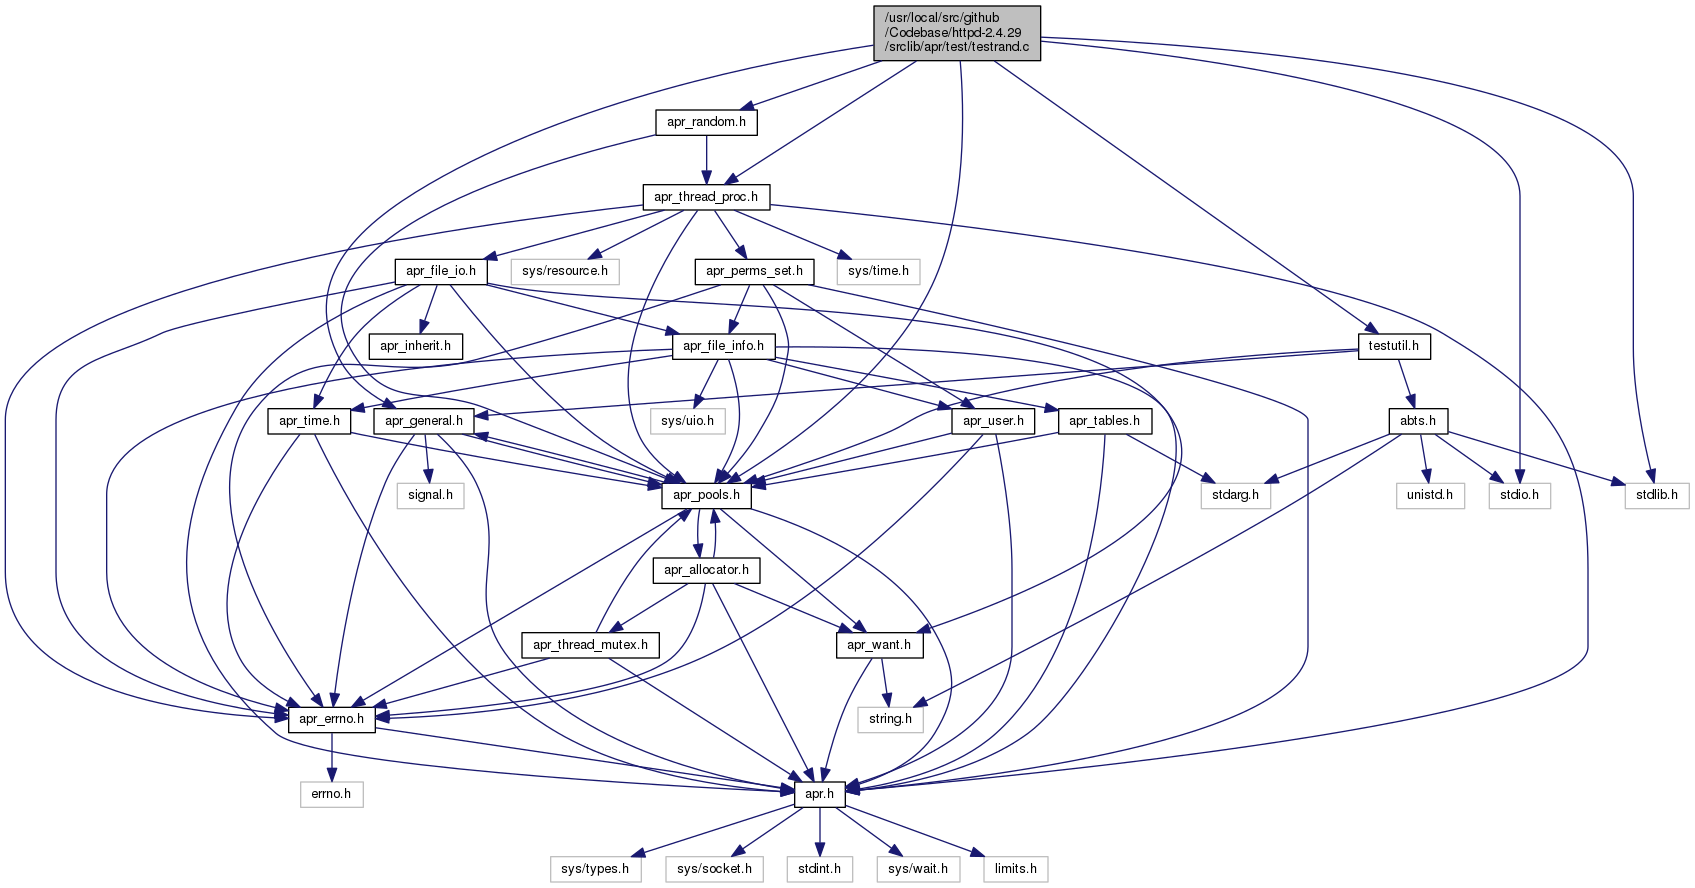 /usr/local/src/github
/Codebase/httpd-2.4.29
/srclib/apr/test/testrand.c
apr_random.h
apr_thread_proc.h
apr_file_io.h
sys/resource.h
apr_perms_set.h
sys/time.h
apr_inherit.h
apr_file_info.h
testutil.h
apr_time.h
apr_general.h
sys/uio.h
apr_user.h
apr_tables.h
abts.h
signal.h
apr_pools.h
stdarg.h
unistd.h
stdio.h
stdlib.h
apr_allocator.h
apr_thread_mutex.h
apr_want.h
apr_errno.h
string.h
errno.h
apr.h
sys/types.h
sys/socket.h
stdint.h
sys/wait.h
limits.h